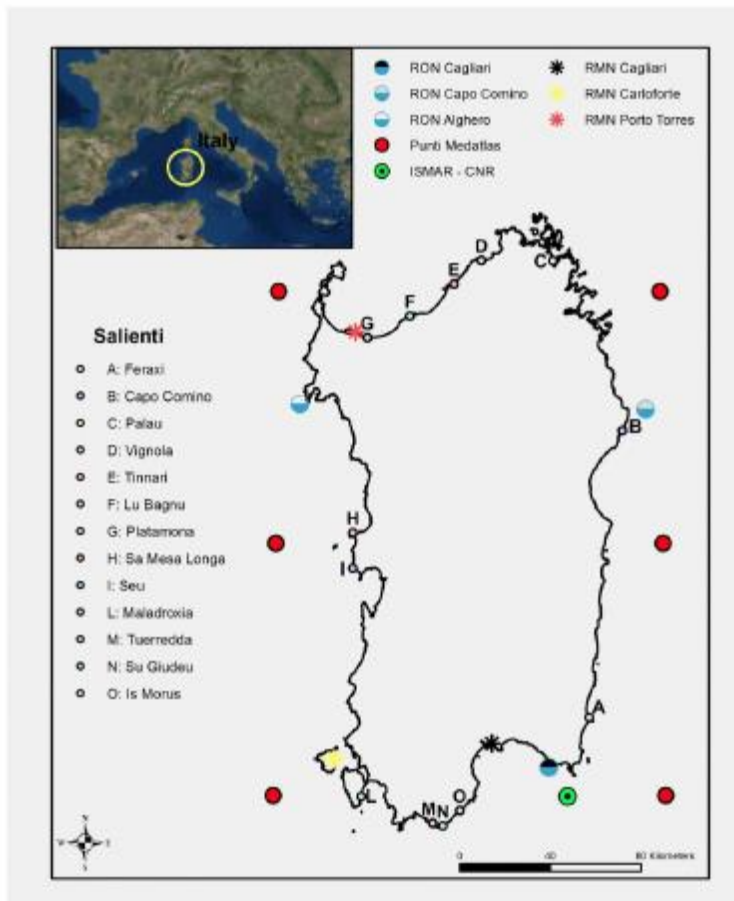 Italy
RON Cagliari
RON Capo Comino
RON Alghero
Punti Medatlas
ISMAR - CNR
RMN Cagliari
RMN Carloforte
RMN Porto Torres
Salienti
A: Feraxi
B: Capo Comino
C: Palau
D: Vignola
E: Tinnari
F: Lu Bagnu
G: Platamona
H: Sa Mesa Longa
I: Seu
L: Maladroxia
M: Tuerredda
N: Su Giudeu
O: Is Morus
D
C
E
F
G
B
H
I
A
L
M
N
O
N
W
E
S
0
40
80 Kilometers